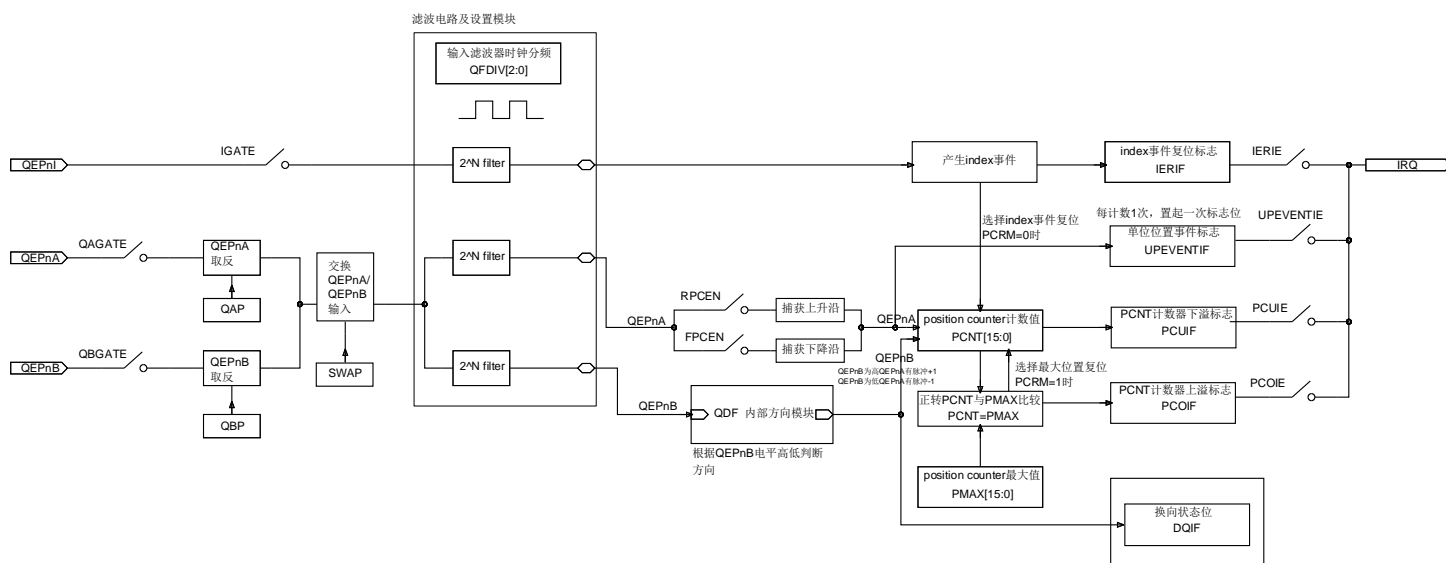 滤波电路及设置模块
输入滤波器时钟分频
QFDIV[2:0]
QEPnI
IGATE
2^N filter
产生index事件
index事件复位标志
IERIF
IERIE
IRQ
选择index事件复位
PCRM=0时
每计数1次，置起一次标志位
单位位置事件标志
UPEVENTIF
UPEVENTIE
QEPnA
QAGATE
QEPnA
取反
QAP
交换
QEPnA/
QEPnB
输入
SWAP
2^N filter
QEPnA
RPCEN
捕获上升沿
FPCEN
捕获下降沿
QEPnA
position counter计数值
PCNT[15:0]
PCNT计数器下溢标志
PCUIF
PCUIE
QEPnB
QBGATE
QEPnB
取反
QBP
2^N filter
QEPnB
QEPnB
QEPnB为高QEPnA有脉冲+1
QEPnB为低QEPnA有脉冲-1
选择最大位置复位
PCRM=1时
QDF 内部方向模块
根据QEPnB电平高低判断
方向
正转PCNT与PMAX比较
PCNT=PMAX
PCNT计数器上溢标志
PCOIF
PCOIE
position counter最大值
PMAX[15:0]
换向状态位
DQIF